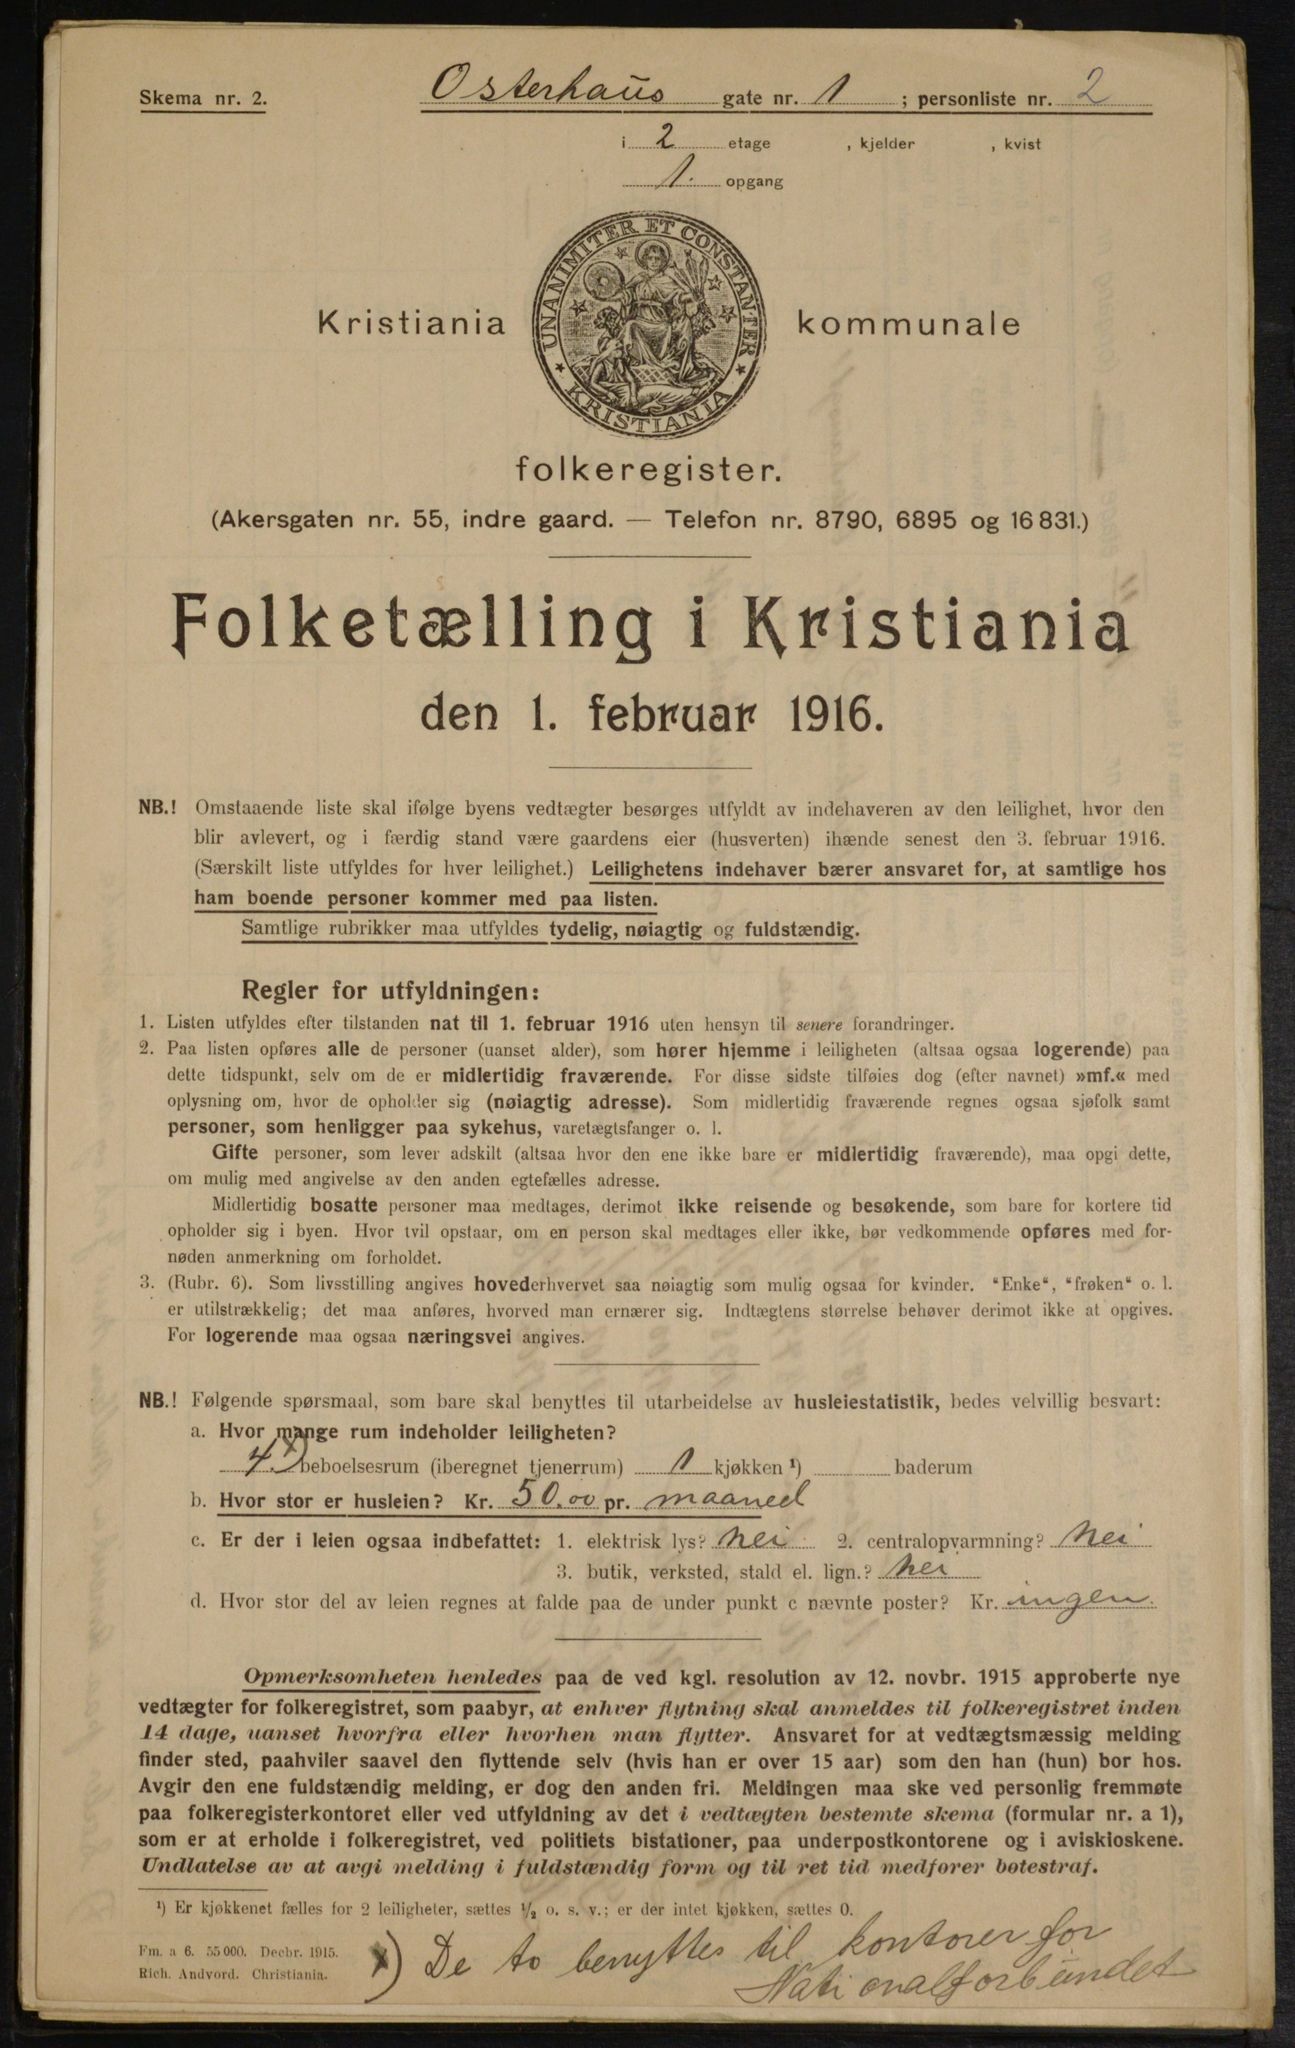 Skema nr. 2.
Osterhaus gate nr. 1 ; personliste nr. 2
i 2 etage , kjelder , kvist
1. opgang
UNANIMITER ET CONSTANTER
KRISTIANIA
Kristiania kommunale
folkeregister.
(Akersgaten nr. 55, indre gaard. — Telefon nr. 8790, 6895 og 16 831.)
Folketælling i Kristiania
den 1. februar 1916.
NB.! Omstaaende liste skal ifølge byens vedtægter besørges utfyldt av indehaveren av den leilighet, hvor den
blir avlevert, og i færdig stand være gaardens eier (husverten) ihænde senest den 3. februar 1916.
(Særskilt liste utfyldes for hver leilighet.) Leilighetens indehaver bærer ansvaret for, at samtlige hos
ham boende personer kommer med paa listen.
Samtlige rubrikker maa utfyldes tydelig, nøiagtig og fuldstændig.
Regler for utfyldningen:
1. Listen utfyldes efter tilstanden nat til 1. februar 1916 uten hensyn til senere forandringer.
2. Paa listen opføres alle de personer (uanset alder), som hører hjemme i leiligheten (altsaa ogsaa logerende) paa
dette tidspunkt, selv om de er midlertidig fraværende. For disse sidste tilføies dog (efter navnet) »mf.« med
oplysning om, hvor de opholder sig (nøiagtig adresse). Som midlertidig fraværende regnes ogsaa sjøfolk samt
personer, som henligger paa sykehus, varetægtsfanger o. l.
Gifte personer, som lever adskilt (altsaa hvor den ene ikke bare er midlertidig fraværende), maa opgi dette,
om mulig med angivelse av den anden egtefælles adresse.
Midlertidig bosatte personer maa medtages, derimot ikke reisende og besøkende, som bare for kortere tid
opholder sig i byen. Hvor tvil opstaar, om en person skal medtages eller ikke, bør vedkommende opføres med for-
nøden anmerkning om forholdet.
3. (Rubr. 6). Som livsstilling angives hovederhvervet saa nøiagtig som mulig ogsaa for kvinder. "Enke", "frøken" o. l.
er utilstrækkelig; det maa anføres, hvorved man ernærer sig. Indtægtens størrelse behøver derimot ikke at opgives.
For logerende maa ogsaa næringsvei angives.
NB.! Følgende spørsmaal, som bare skal benyttes til utarbeidelse av husleiestatistik, bedes velvillig besvart:
a. Hvor mange rum indeholder leiligheten?
4 x) beboelsesrum (iberegnet tjenerrum) 1 kjøkken ¹) baderum
b. Hvor stor er husleien? Kr. 50.00 pr. maaned
c. Er der i leien ogsaa indbefattet: 1. elektrisk lys? nei 2. centralopvarmning? nei
3. butik, verksted, stald el. lign.? nei
d. Hvor stor del av leien regnes at falde paa de under punkt c nævnte poster? Kr. ingen.
Opmerksomheten henledes paa de ved kgl. resolution av 12. novbr. 1915 approberte nye
vedtægter for folkeregistret, som paabyr, at enhver flytning skal anmeldes til folkeregistret inden
14 dage, uanset hvorfra eller hvorhen man flytter. Ansvaret for at vedtægtsmæssig melding
finder sted, paahviler saavel den flyttende selv (hvis han er over 15 aar) som den han (hun) bor hos.
Avgir den ene fuldstændig melding, er dog den anden fri. Meldingen maa ske ved personlig fremmøte
paa folkeregisterkontoret eller ved utfyldning av det i vedtægten bestemte skema (formular nr. a 1),
som er at erholde i folkeregistret, ved politiets bistationer, paa underpostkontorene og i aviskioskene.
Undlatelse av at avgi melding i fuldstændig form og til ret tid medfører bøtestraf.
¹) Er kjøkkenet fælles for 2 leiligheter, sættes ½ o. s. v.; er der intet kjøkken, sættes 0.
Fm. a 6. 55 000. Decbr. 1915.
Rich. Andvord. Christiania.
x) De to benyttes til kontorer for
Nationalforbundet